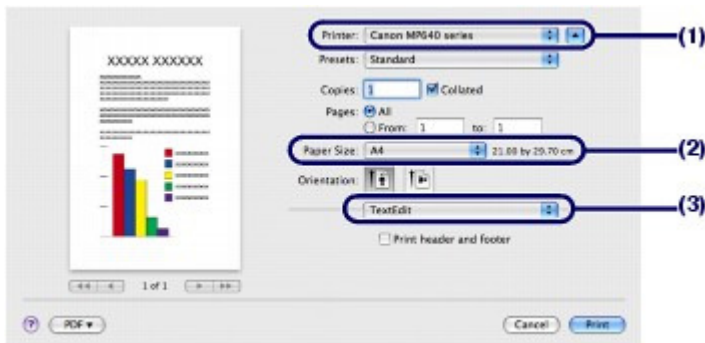 Printer: Canon MP640 series (1)
XXXXX XXXXXX
Presets: Standard
Copies: 1 Collated
Pages: All
From: 1 to: 1
Paper Size: A4 21.00 by 29.70 cm (2)
Orientation:
TextEdit (3)
Print header and footer
1 of 1
? PDF Cancel Print